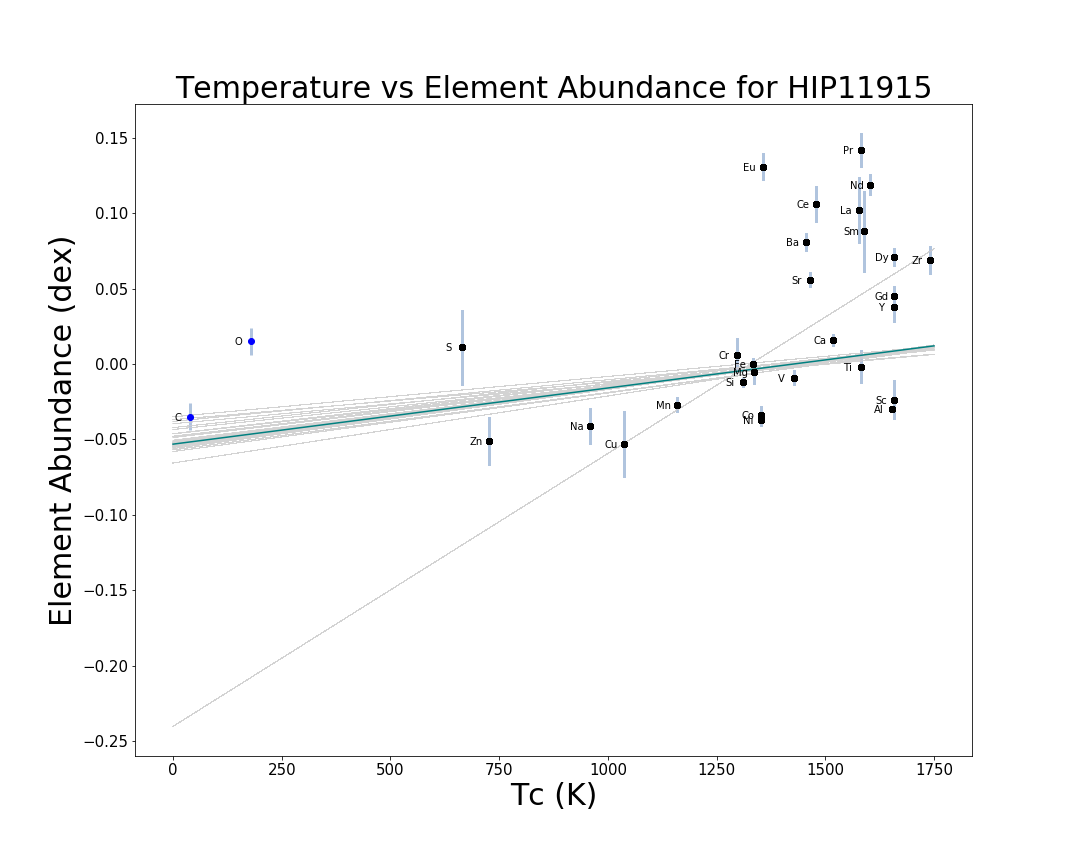 Temperature vs Element Abundance for HIP11915
Element Abundance (dex)
0.15
0.10
0.05
0.00
−0.05
−0.10
−0.15
−0.20
−0.25
Pr
Eu
Nd
Ce
La
Sm
Ba
Dy
Zr
Sr
Gd
Y
O
S
Ca
Cr
Fe
Mg
Ti
Si
V
Sc
Al
Mn
C
Co
Ni
Na
Zn
Cu
0
250
500
750
1000
1250
1500
1750
Tc (K)